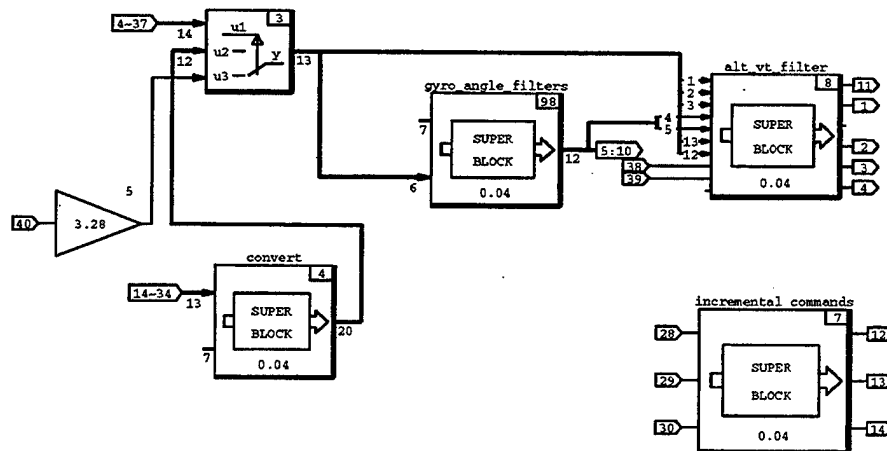 4~37
14
12
u1
3
u2
y
u3
13
5
40
3.28
convert
4
14~34
13
SUPER
BLOCK
20
7
0.04
gyro_angle_filters
98
7
SUPER
BLOCK
12
5:10
6
0.04
alt_vt_filter
8
1
2
3
4
5
13
12
38
39
SUPER
BLOCK
0.04
11
1
2
3
4
incremental commands
7
28
29
30
SUPER
BLOCK
0.04
12
13
14